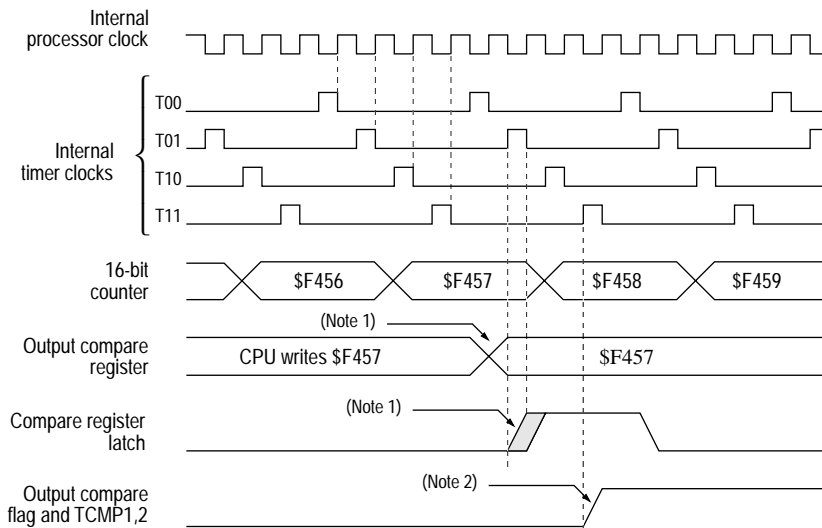 Internal
processor clock
T00
T01
Internal
timer clocks
T10
T11
16-bit
counter
$F456
$F457
$F458
$F459
(Note 1)
Output compare
register
CPU writes $F457
$F457
(Note 1)
Compare register
latch
(Note 2)
Output compare
flag and TCMP1,2